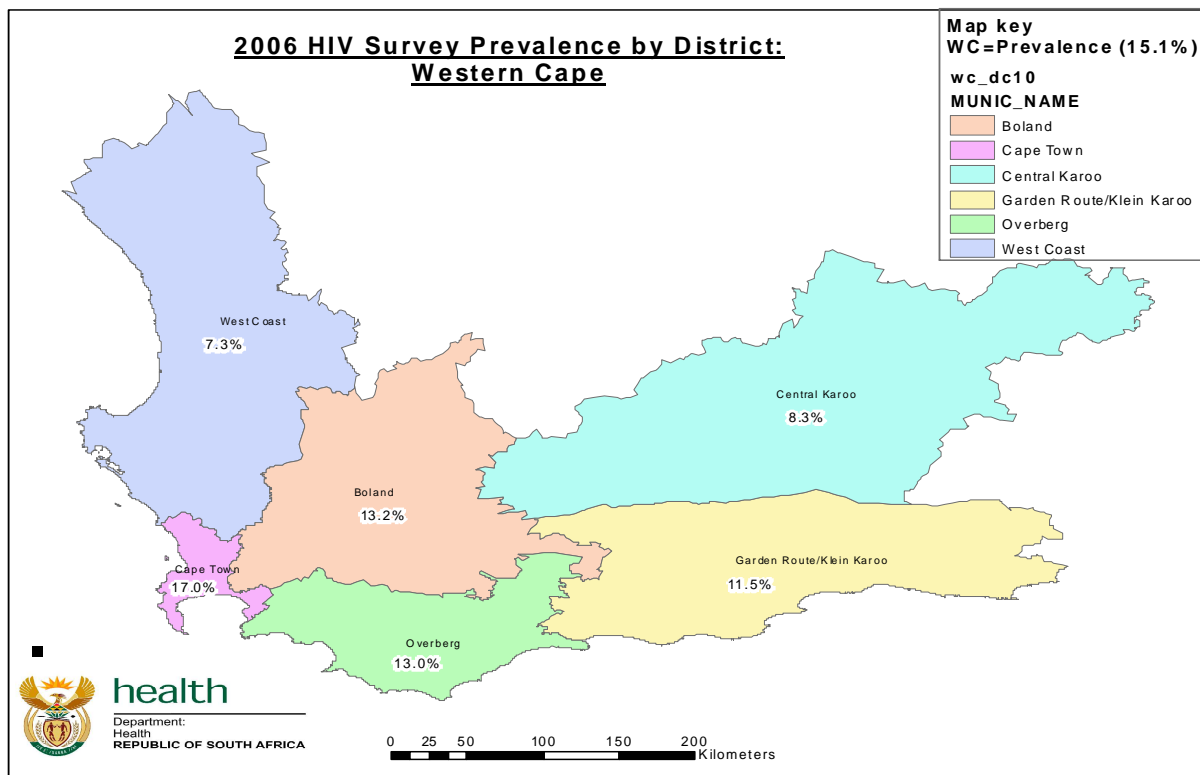 2006 HIV Survey Prevalence by District:
Western Cape
Map key
WC=Prevalence (15.1%)
wc_dc10
MUNIC_NAME
Boland
Cape Town
Central Karoo
Garden Route/Klein Karoo
Overberg
West Coast
West Coast
7.3%
Central Karoo
8.3%
Boland
13.2%
Cape Town
17.0%
Garden Route/Klein Karoo
11.5%
Overberg
13.0%
health
Department:
Health
REPUBLIC OF SOUTH AFRICA
0 25 50 100 150 200
Kilometers